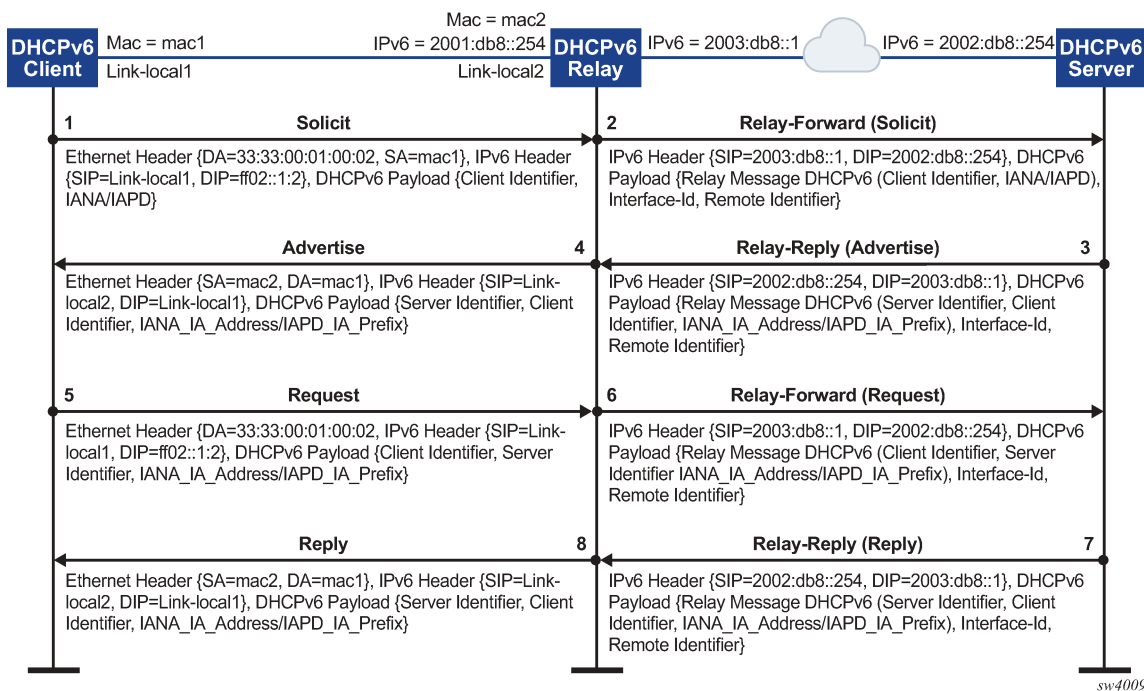 Mac = mac2
DHCPv6
Client
Mac = mac1
Link-local1
IPv6 = 2001:db8::254
Link-local2
DHCPv6
Relay
IPv6 = 2003:db8::1
IPv6 = 2002:db8::254
DHCPv6
Server
1
Solicit
2
Relay-Forward (Solicit)
Ethernet Header {DA=33:33:00:01:00:02, SA=mac1}, IPv6 Header
{SIP=Link-local1, DIP=ff02::1:2}, DHCPv6 Payload {Client Identifier,
IANA/IAPD}
IPv6 Header {SIP=2003:db8::1, DIP=2002:db8::254}, DHCPv6
Payload {Relay Message DHCPv6 (Client Identifier, IANA/IAPD),
Interface-Id, Remote Identifier}
Advertise
4
Relay-Reply (Advertise)
3
Ethernet Header {SA=mac2, DA=mac1}, IPv6 Header {SIP=Link-
local2, DIP=Link-local1}, DHCPv6 Payload {Server Identifier, Client
Identifier, IANA_IA_Address/IAPD_IA_Prefix}
IPv6 Header {SIP=2002:db8::254, DIP=2003:db8::1}, DHCPv6
Payload {Relay Message DHCPv6 (Server Identifier, Client
Identifier, IANA_IA_Address/IAPD_IA_Prefix), Interface-Id,
Remote Identifier}
5
Request
6
Relay-Forward (Request)
Ethernet Header {DA=33:33:00:01:00:02, IPv6 Header {SIP=Link-
local1, DIP=ff02::1:2}, DHCPv6 Payload {Client Identifier, Server
Identifier, IANA_IA_Address/IAPD_IA_Prefix}
IPv6 Header {SIP=2003:db8::1, DIP=2002:db8::254}, DHCPv6
Payload {Relay Message DHCPv6 (Client Identifier, Server
Identifier IANA_IA_Address/IAPD_IA_Prefix), Interface-Id,
Remote Identifier}
Reply
8
Relay-Reply (Reply)
7
Ethernet Header {SA=mac2, DA=mac1}, IPv6 Header {SIP=Link-
local2, DIP=Link-local1}, DHCPv6 Payload {Server Identifier, Client
Identifier, IANA_IA_Address/IAPD_IA_Prefix}
IPv6 Header {SIP=2002:db8::254, DIP=2003:db8::1}, DHCPv6
Payload {Relay Message DHCPv6 (Server Identifier, Client
Identifier, IANA_IA_Address/IAPD_IA_Prefix), Interface-Id,
Remote Identifier}
sw4009